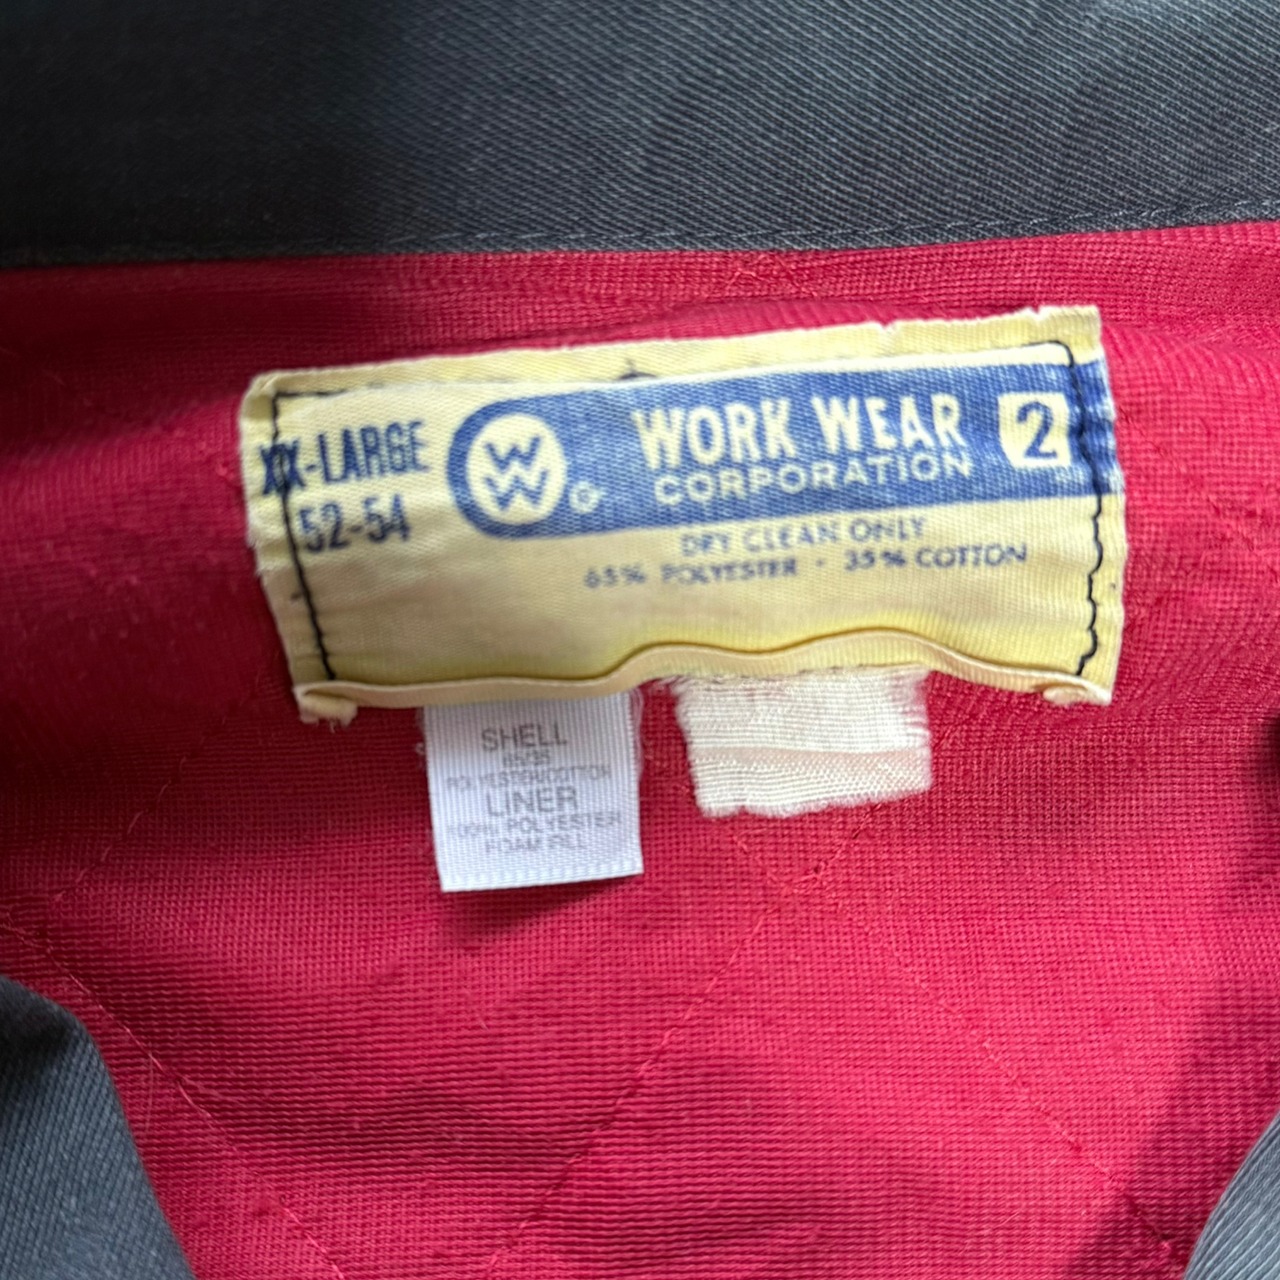 XX-LARGE
52-54
WW
WORK WEAR
CORPORATION
2
DRY CLEAN ONLY
65% POLYESTER · 35% COTTON
SHELL
65/35
POLYESTER/COTTON
LINER
100% POLYESTER
FOAM FILL